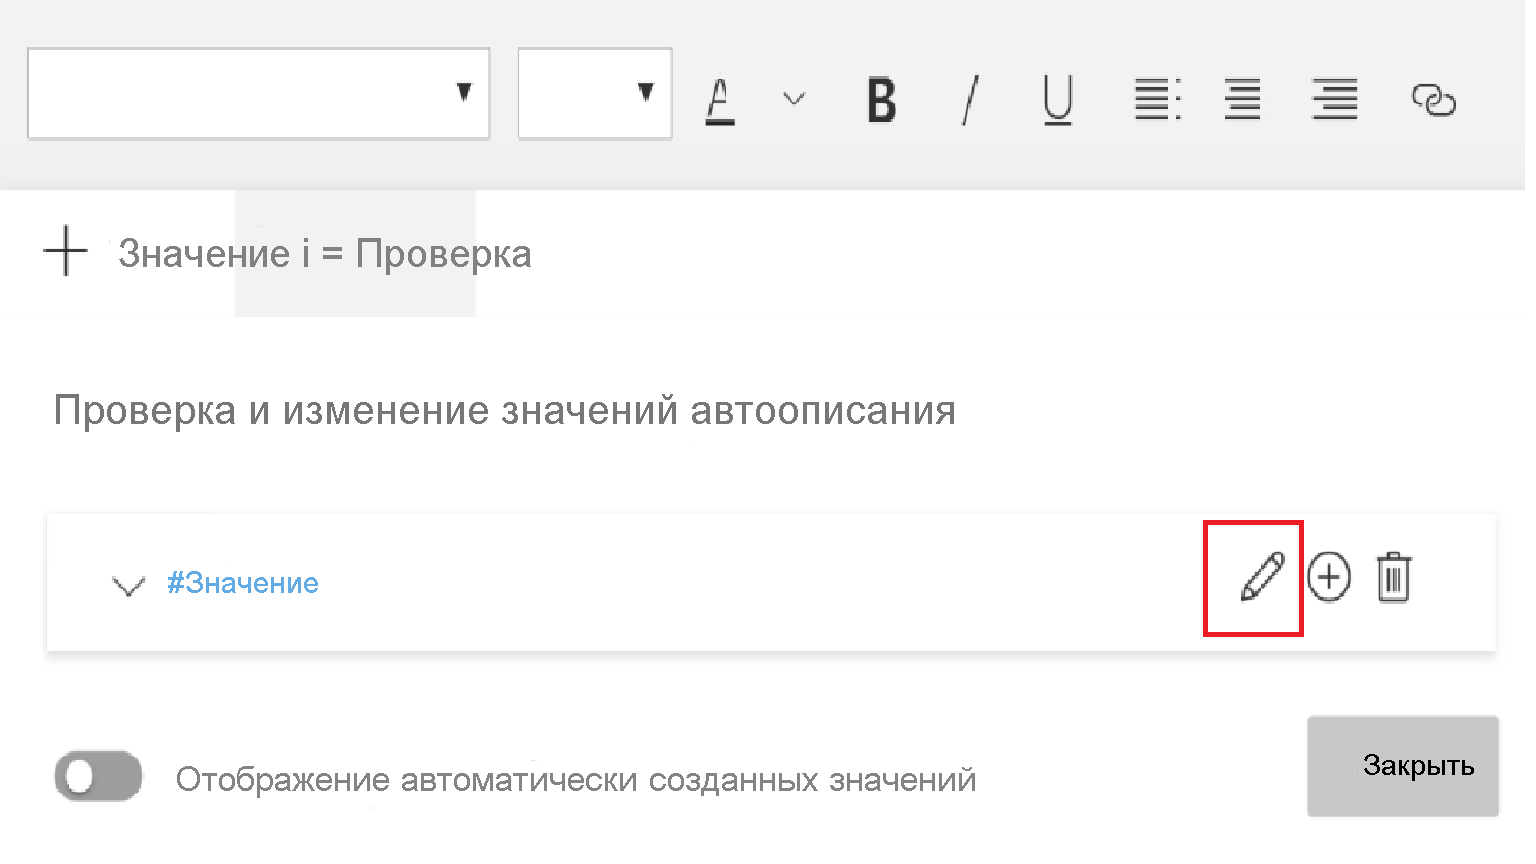 A B / U
Значение i = Проверка
Проверка и изменение значений автоописания
#Значение
Отображение автоматически созданных значений
Закрыть